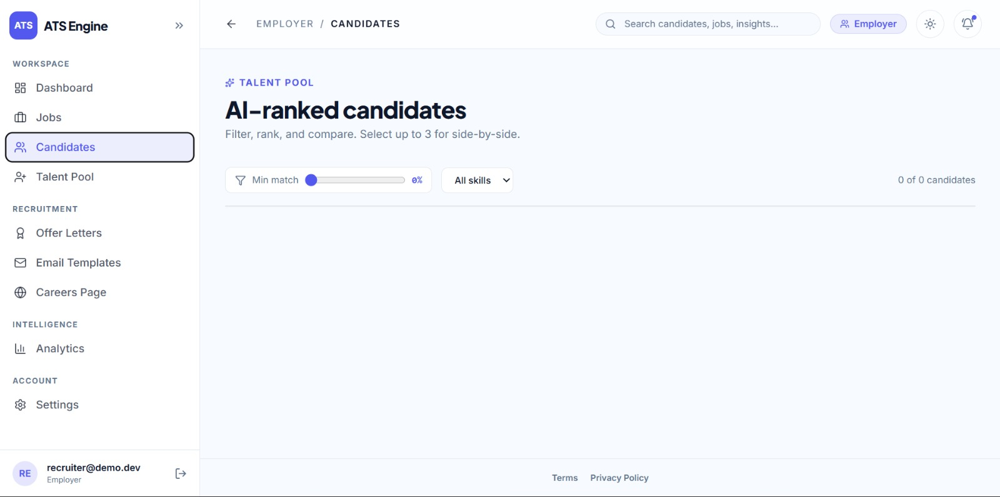 ATS ATS Engine
WORKSPACE
Dashboard
Jobs
Candidates
Talent Pool
RECRUITMENT
Offer Letters
Email Templates
Careers Page
INTELLIGENCE
Analytics
ACCOUNT
Settings
RE
recruiter@demo.dev
Employer
EMPLOYER / CANDIDATES
Search candidates, jobs, insights...
Employer
TALENT POOL
AI-ranked candidates
Filter, rank, and compare. Select up to 3 for side-by-side.
Min match 0% All skills 0 of 0 candidates
Terms Privacy Policy